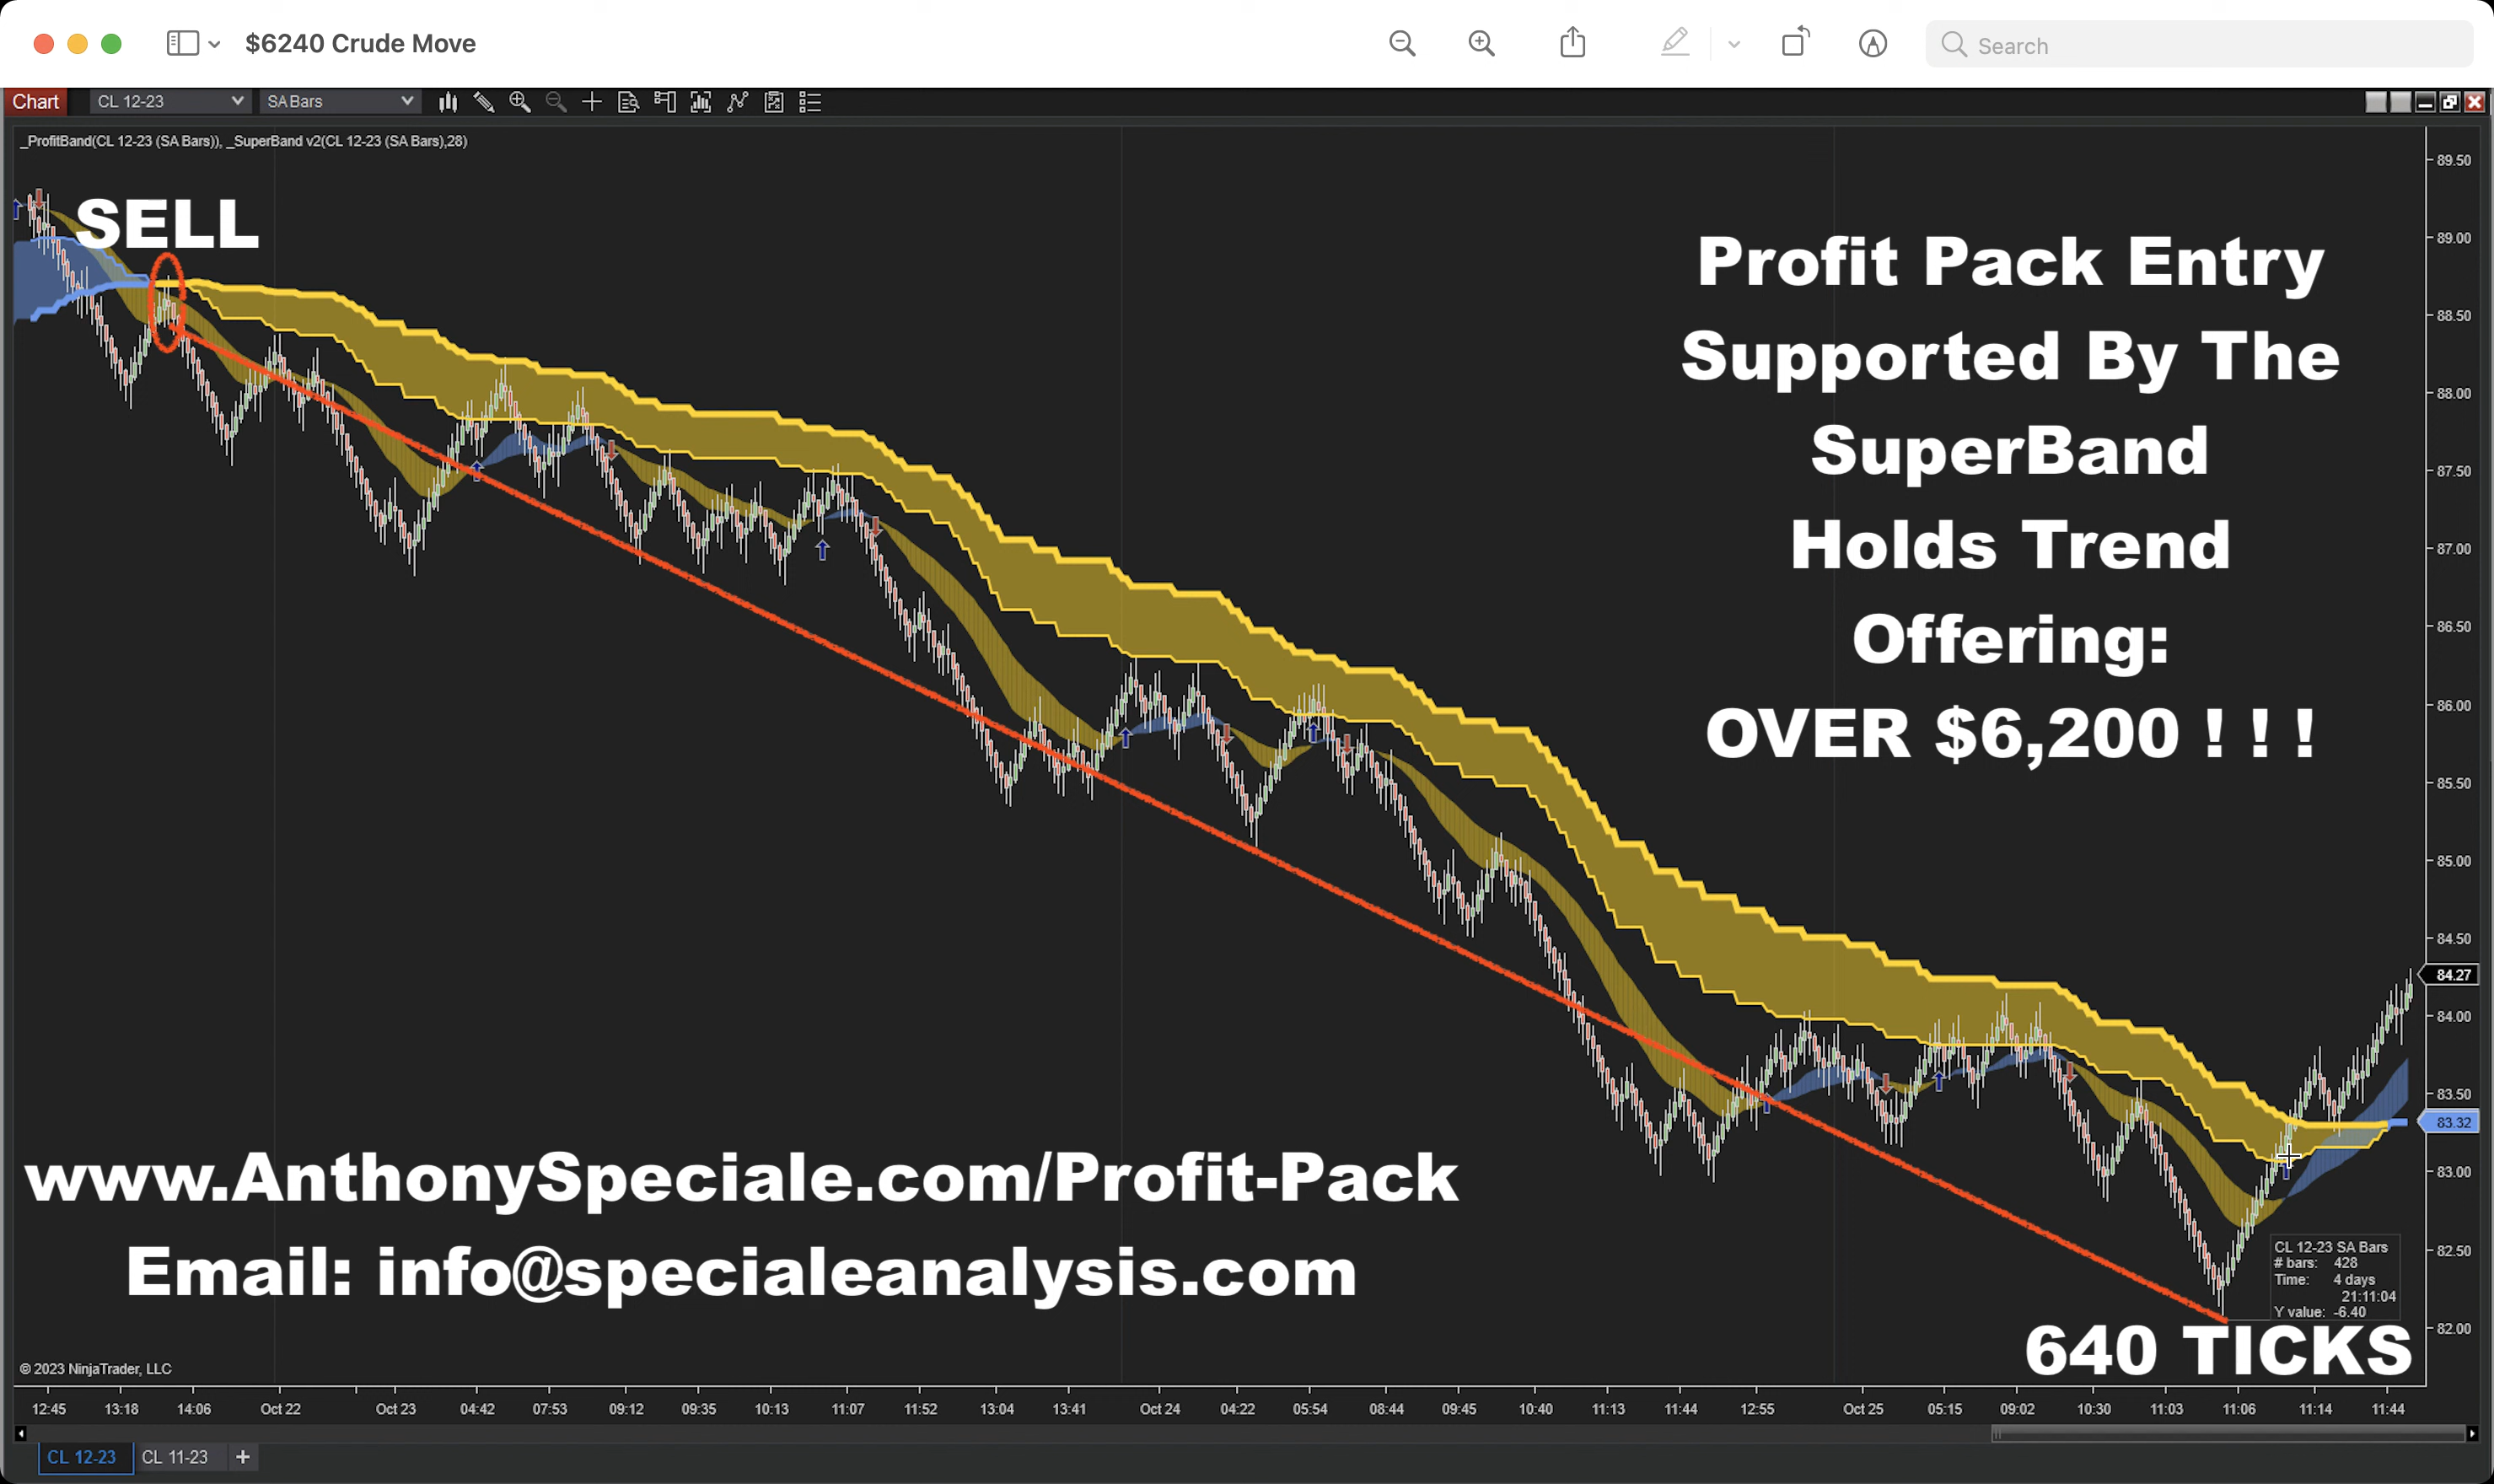 $6240 Crude Move
Search
Chart
CL 12-23
SABars
_ProfitBand(CL 12-23 (SA Bars)), _SuperBand v2(CL 12-23 (SA Bars),28)
SELL
Profit Pack Entry
Supported By The
SuperBand
Holds Trend
Offering:
OVER $6,200 ! ! !
89.50
89.00
88.50
88.00
87.50
87.00
86.50
86.00
85.50
85.00
84.50
84.27
84.00
83.50
83.32
83.00
82.50
82.00
www.AnthonySpeciale.com/Profit-Pack
Email: info@specialeanalysis.com
CL 12-23 SA Bars
# bars: 428
Time: 4 days
21:11:04
Y value: -6.40
640 TICKS
© 2023 NinjaTrader, LLC
12:45 13:18 14:06 Oct 22 Oct 23 04:42 07:53 09:12 09:35 10:13 11:07 11:52 13:04 13:41 Oct 24 04:22 05:54 08:44 09:45 10:40 11:13 11:44 12:55 Oct 25 05:15 09:02 10:30 11:03 11:06 11:14 11:44
CL 12-23 CL 11-23 +